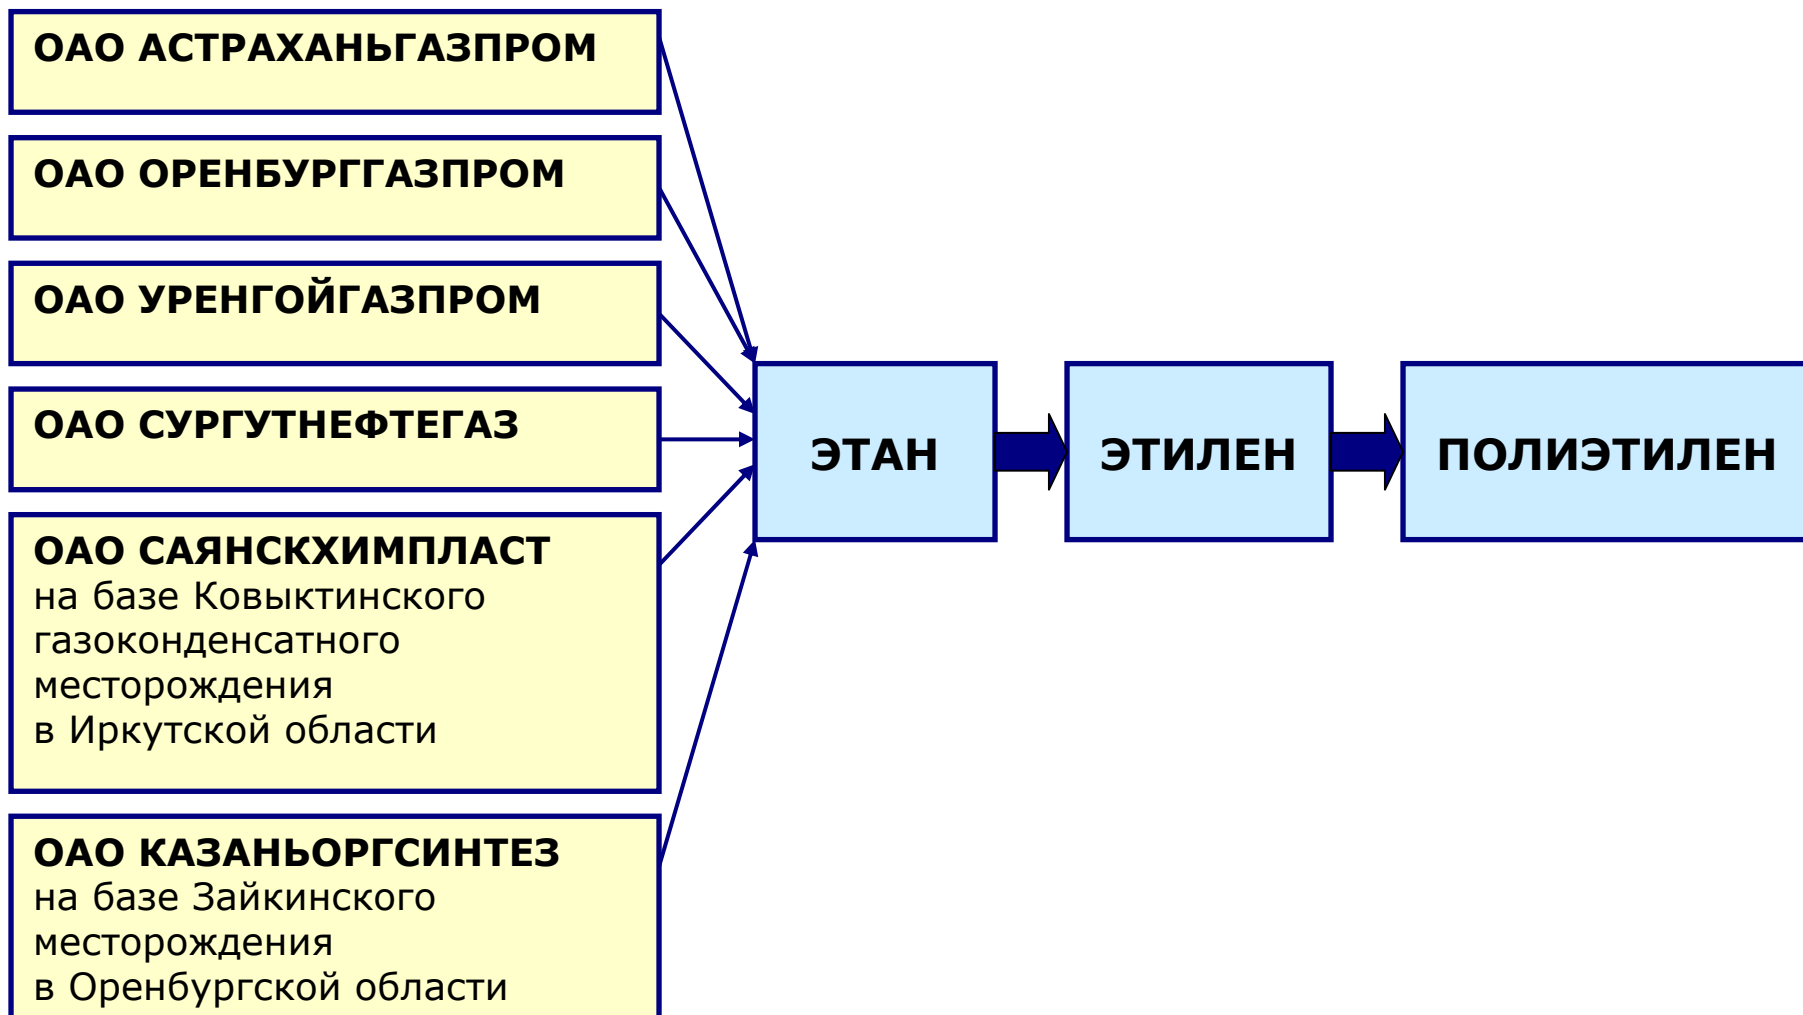 ОАО АСТРАХАНЬГАЗПРОМ
ОАО ОРЕНБУРГГАЗПРОМ
ОАО УРЕНГОЙГАЗПРОМ
ОАО СУРГУТНЕФТЕГАЗ
ОАО САЯНСКХИМПЛАСТ
на базе Ковыктинского
газоконденсатного
месторождения
в Иркутской области
ОАО КАЗАНЬОРГСИНТЕЗ
на базе Зайкинского
месторождения
в Оренбургской области
ЭТАН
ЭТИЛЕН
ПОЛИЭТИЛЕН